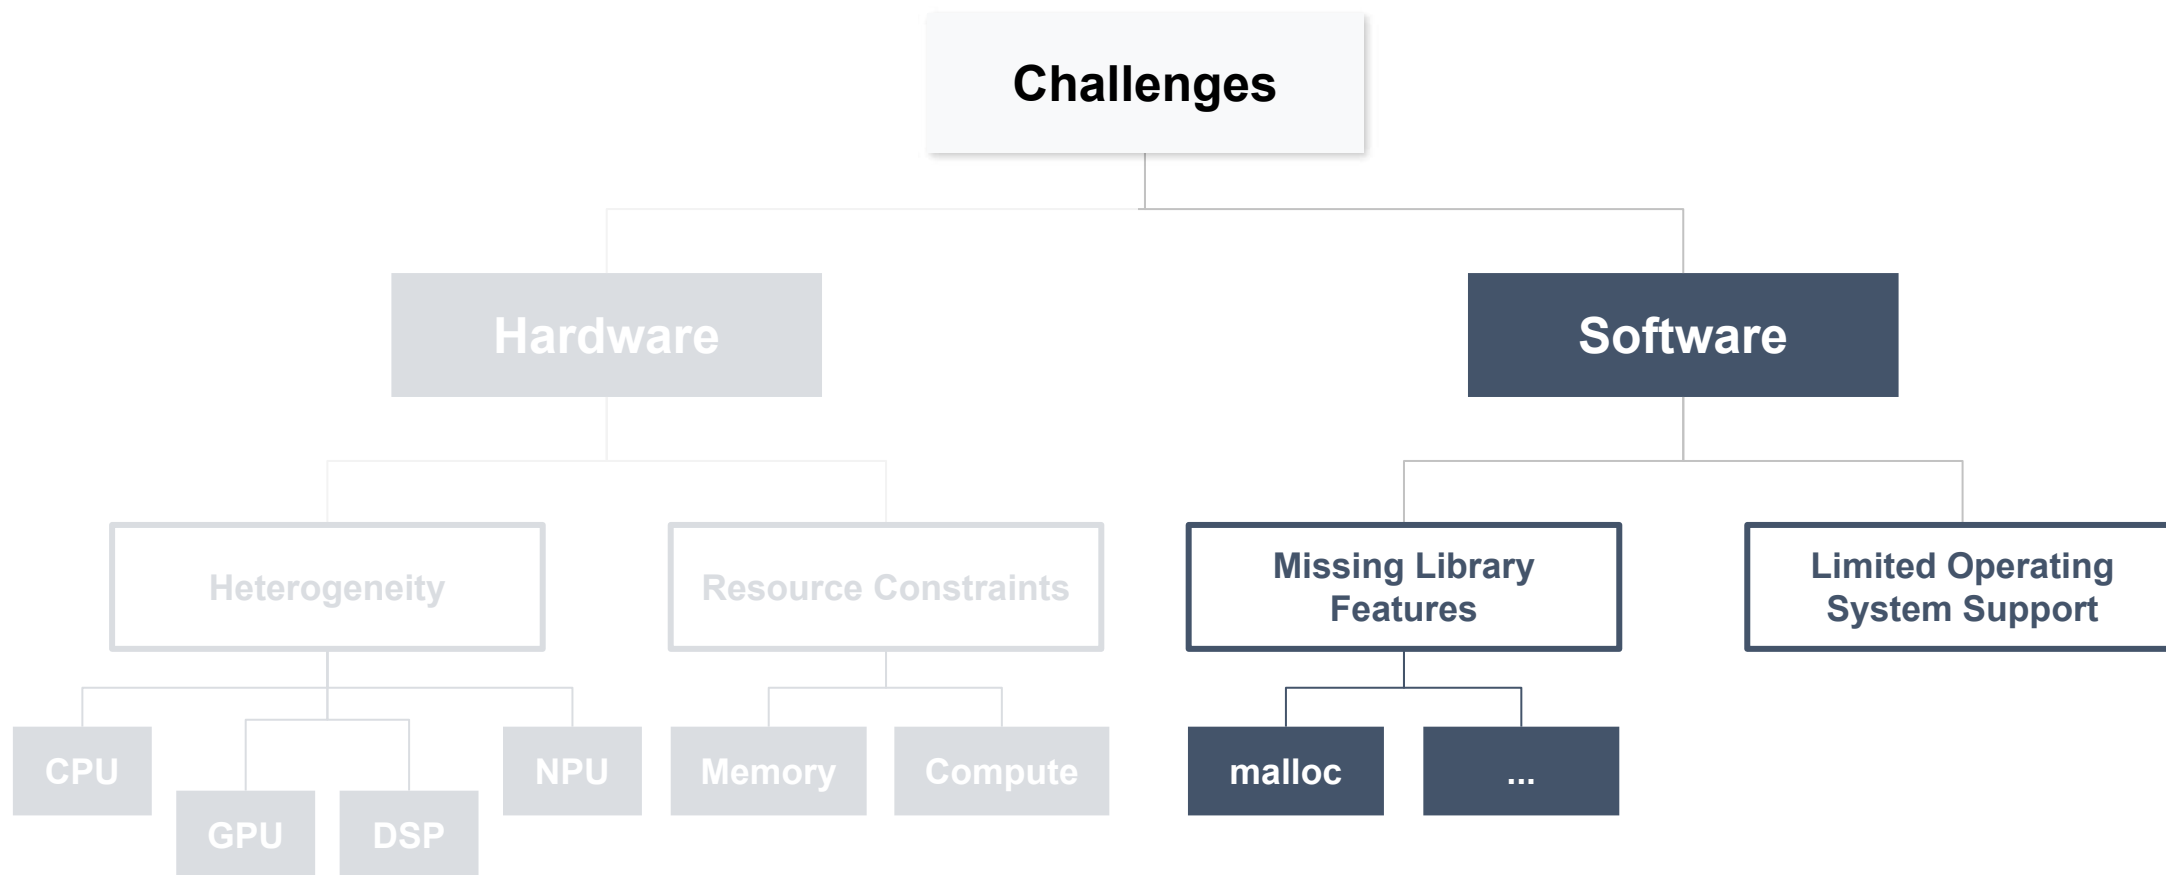 Challenges
Hardware
Software
Heterogeneity
Resource Constraints
Missing Library
Features
Limited Operating
System Support
CPU
GPU
DSP
NPU
Memory
Compute
malloc
...